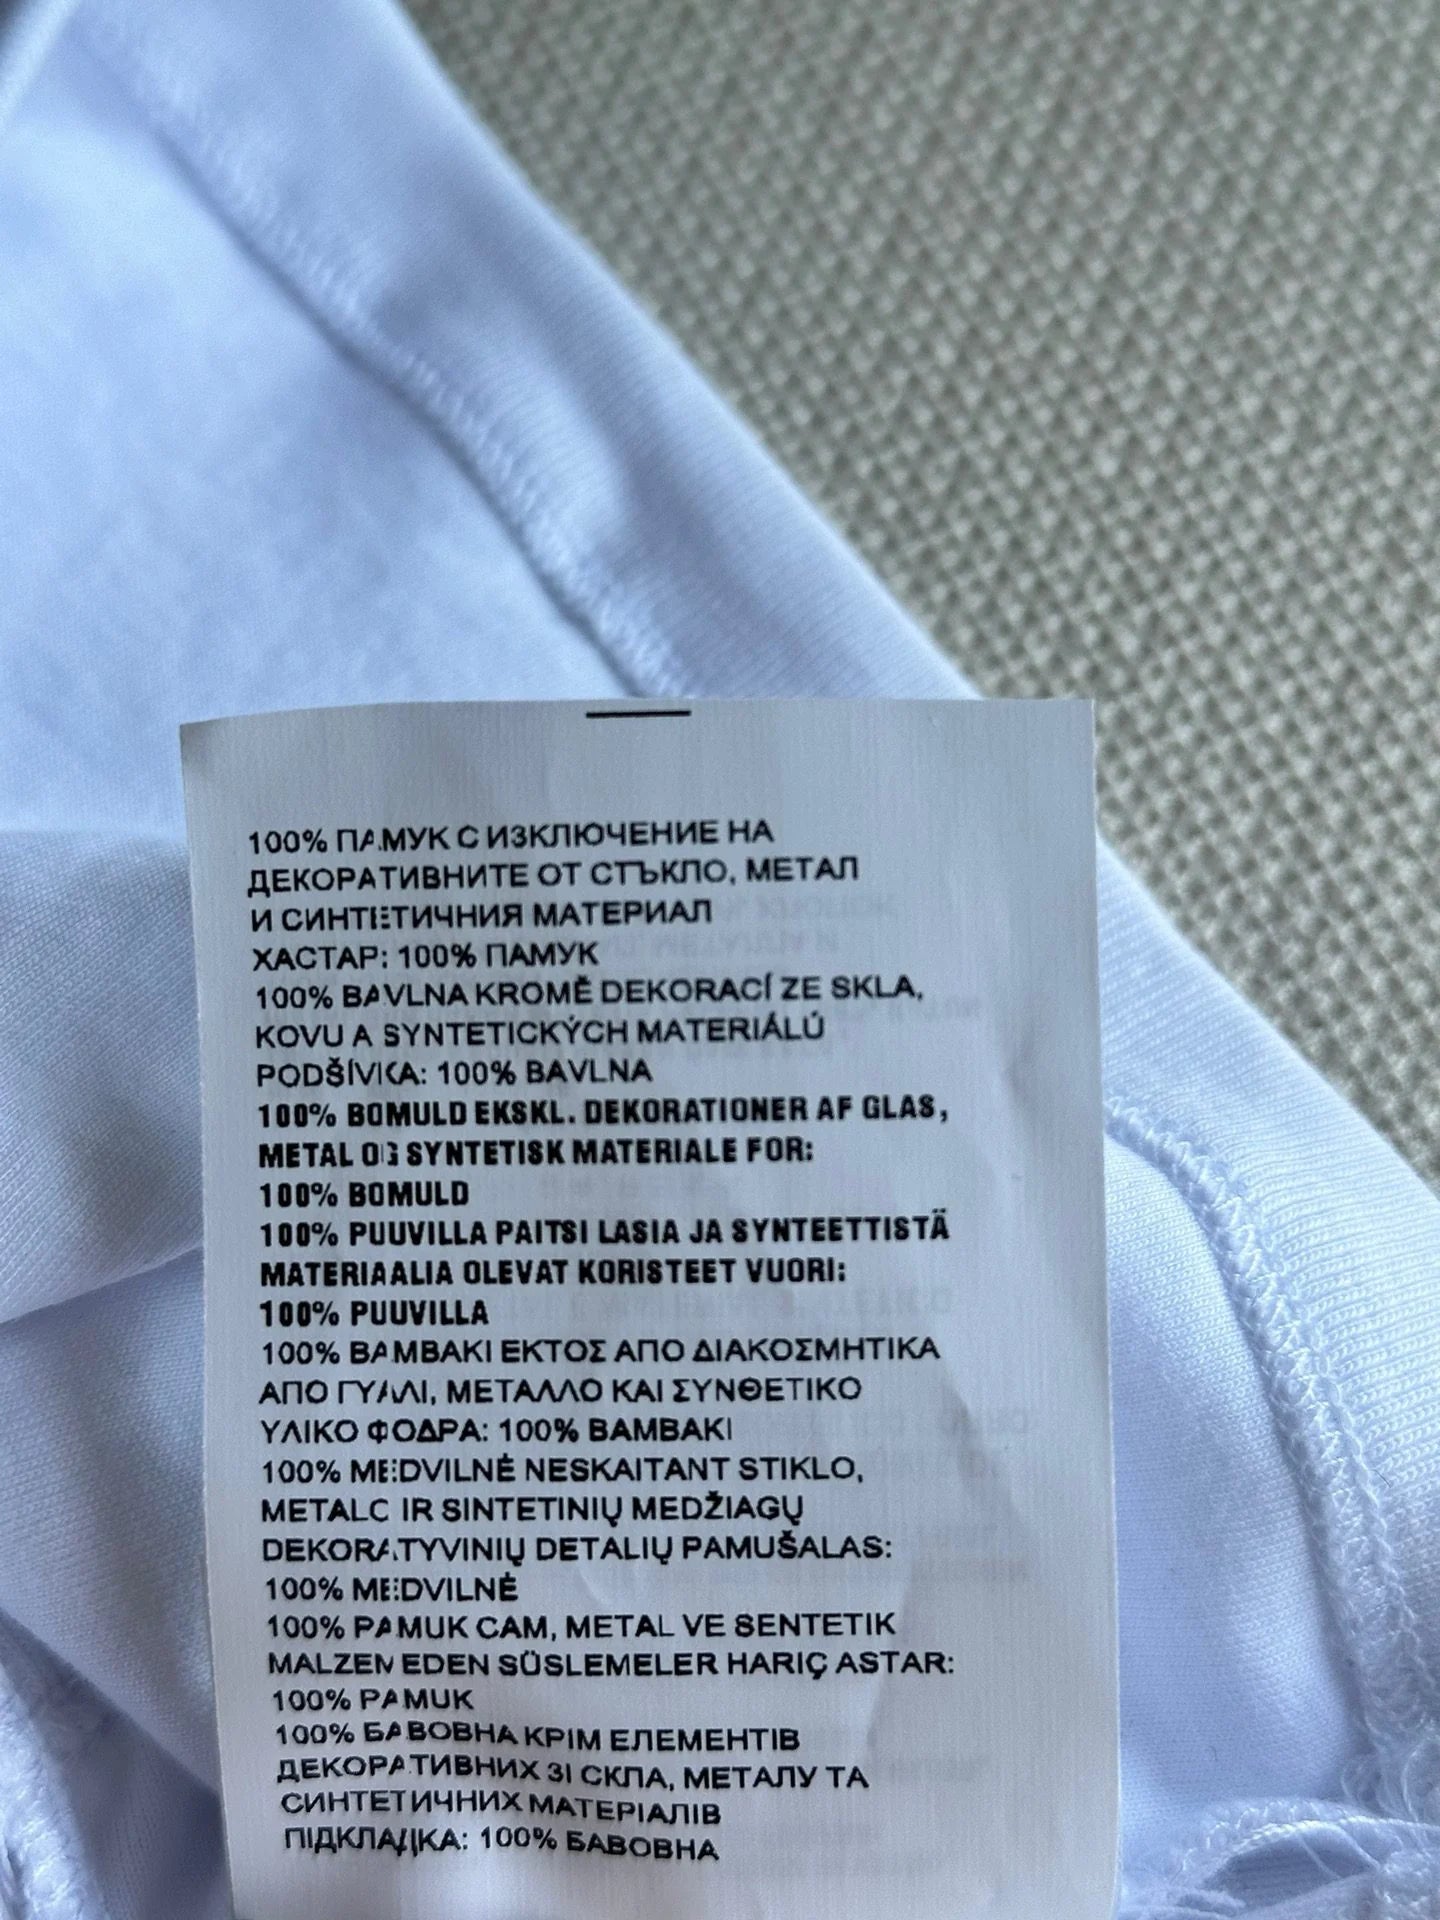 100% ПАМУК С ИЗКЛЮЧЕНИЕ НА
ДЕКОРАТИВНИТЕ ОТ СТЪКЛО, МЕТАЛ
И СИНТЕТИЧНИЯ МАТЕРИАЛ
ХАСТАР: 100% ПАМУК
100% BAVLNA KROMĚ DEKORACÍ ZE SKLA,
KOVU A SYNTETICKÝCH MATERIÁLÚ
PODŠÍVKA: 100% BAVLNA
100% BOMULD EKSKL. DEKORATIONER AF GLAS,
METAL OG SYNTETISK MATERIALE FOR:
100% BOMULD
100% PUUVILLA PAITSI LASIA JA SYNTEETTISTÄ
MATERIAALIA OLEVAT KORISTEET VUORI:
100% PUUVILLA
100% ΒΑΜΒΑΚΙ ΕΚΤΟΣ ΑΠΟ ΔΙΑΚΟΣΜΗΤΙΚΑ
ΑΠΟ ΓΥΑΛΙ, ΜΕΤΑΛΛΟ ΚΑΙ ΣΥΝΘΕΤΙΚΟ
ΥΛΙΚΟ ΦΟΔΡΑ: 100% ΒΑΜΒΑΚΙ
100% MEDVILNĖ NESKAITANT STIKLO,
METALO IR SINTETINIŲ MEDŽIAGŲ
DEKORATYVINIŲ DETALIŲ PAMUŠALAS:
100% MEDVILNĖ
100% PAMUK CAM, METAL VE SENTETIK
MALZEM EDEN SÜSLEMELER HARIÇ ASTAR:
100% PAMUK
100% БАВОВНА КРІМ ЕЛЕМЕНТІВ
ДЕКОРАТИВНИХ ЗІ СКЛА, МЕТАЛУ ТА
СИНТЕТИЧНИХ МАТЕРІАЛІВ
ПІДКЛАДКА: 100% БАВОВНА